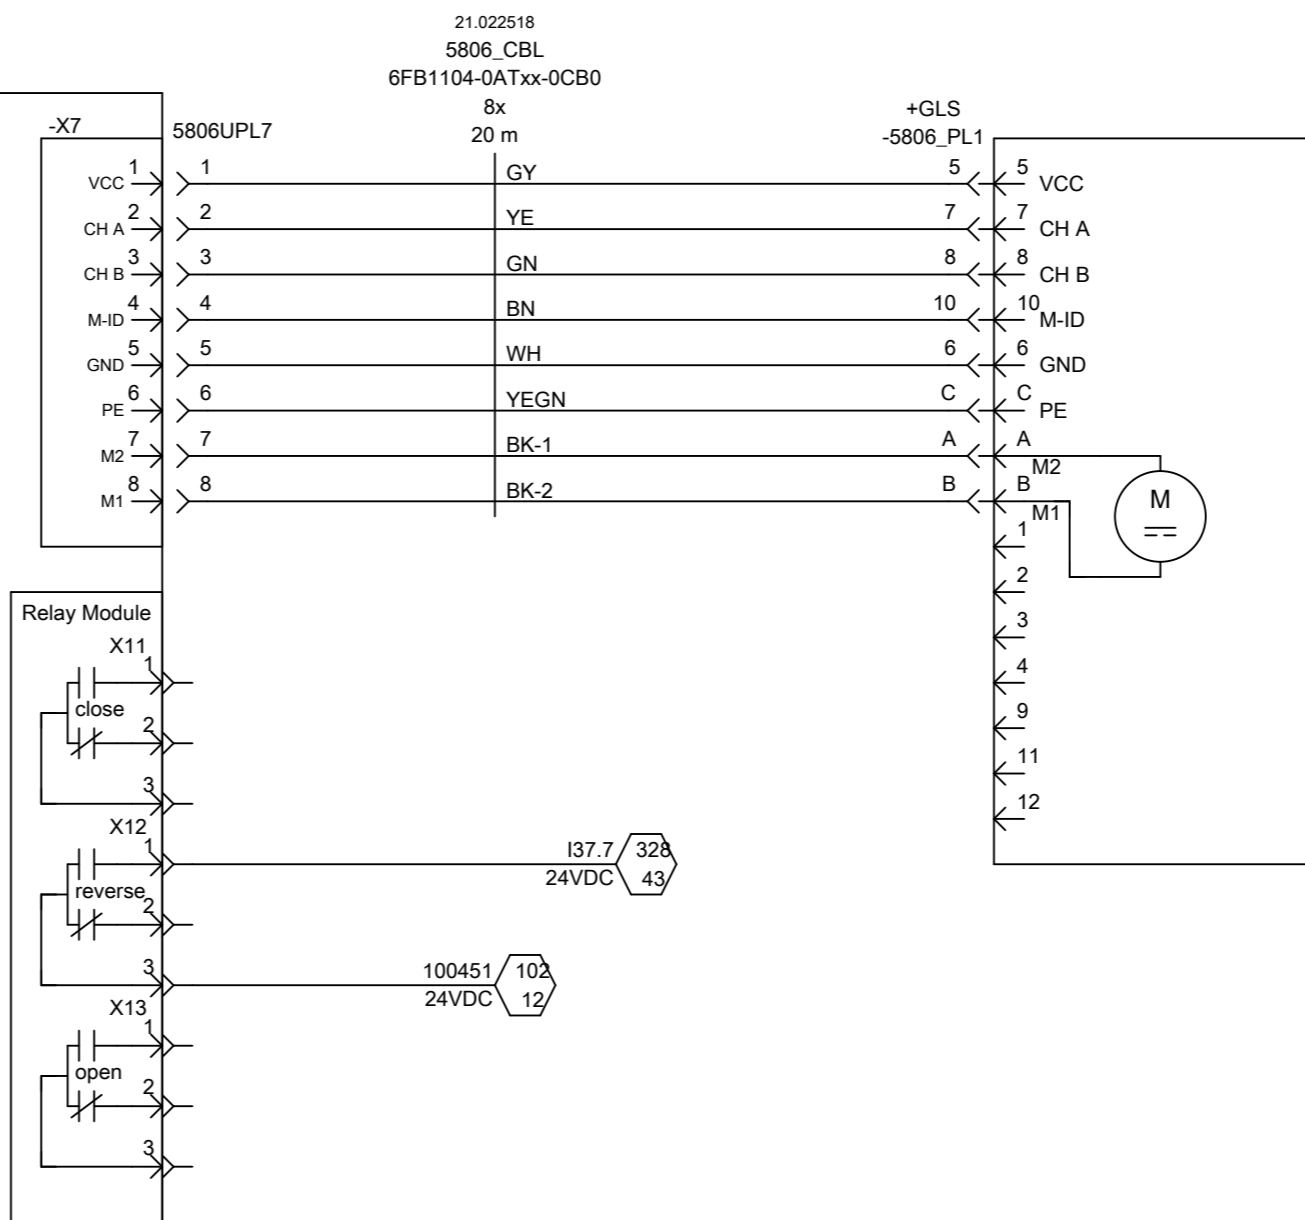 21.022518
5806_CBL
6FB1104-0ATxx-0CB0
8x
20 m
+GLS
-5806_PL1
-X7
5806UPL7
VCC 1 1 GY 5 5 VCC
CH A 2 2 YE 7 7 CH A
CH B 3 3 GN 8 8 CH B
M-ID 4 4 BN 10 10 M-ID
GND 5 5 WH 6 6 GND
PE 6 6 YEGN C C PE
M2 7 7 BK-1 A A M2
M1 8 8 BK-2 B B M1
M
1
2
3
4
9
11
12
Relay Module
X11
1
close
2
3
X12
1
I37.7 328
24VDC 43
reverse
2
3
100451 102
24VDC 12
X13
1
open
2
3